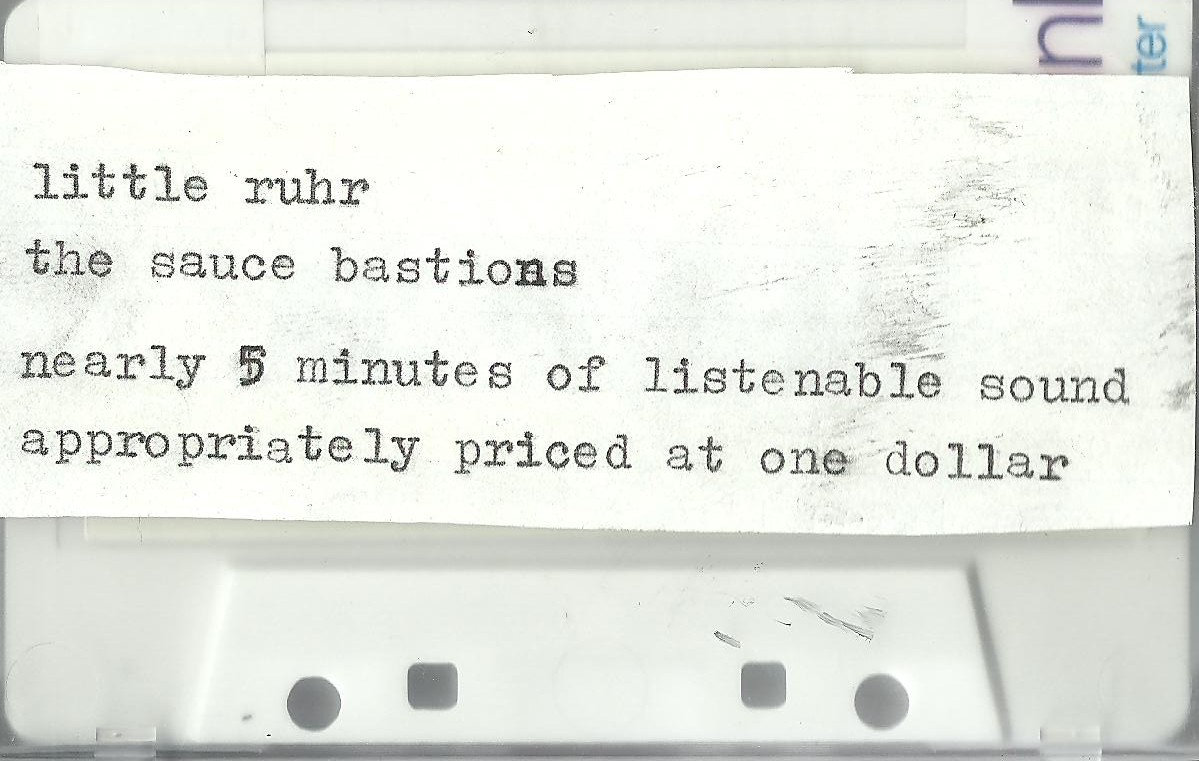 little ruhr
the sauce bastions
nearly 5 minutes of listenable sound
appropriately priced at one dollar